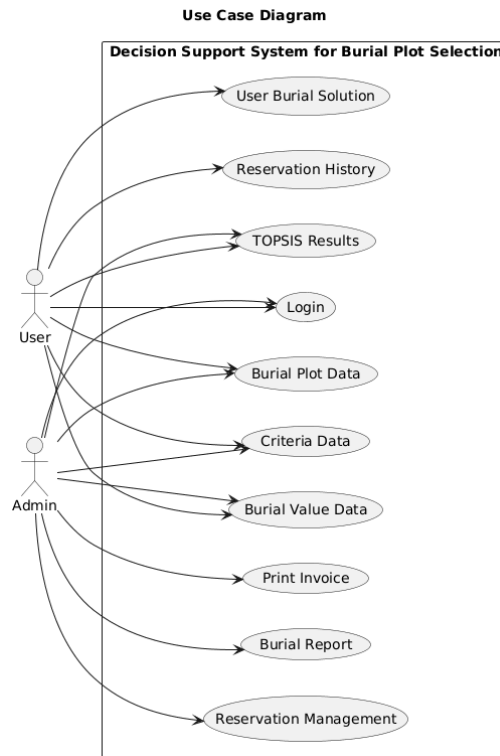 Use Case Diagram
Decision Support System for Burial Plot Selection
User Burial Solution
Reservation History
TOPSIS Results
Login
User
Burial Plot Data
Criteria Data
Admin
Burial Value Data
Print Invoice
Burial Report
Reservation Management